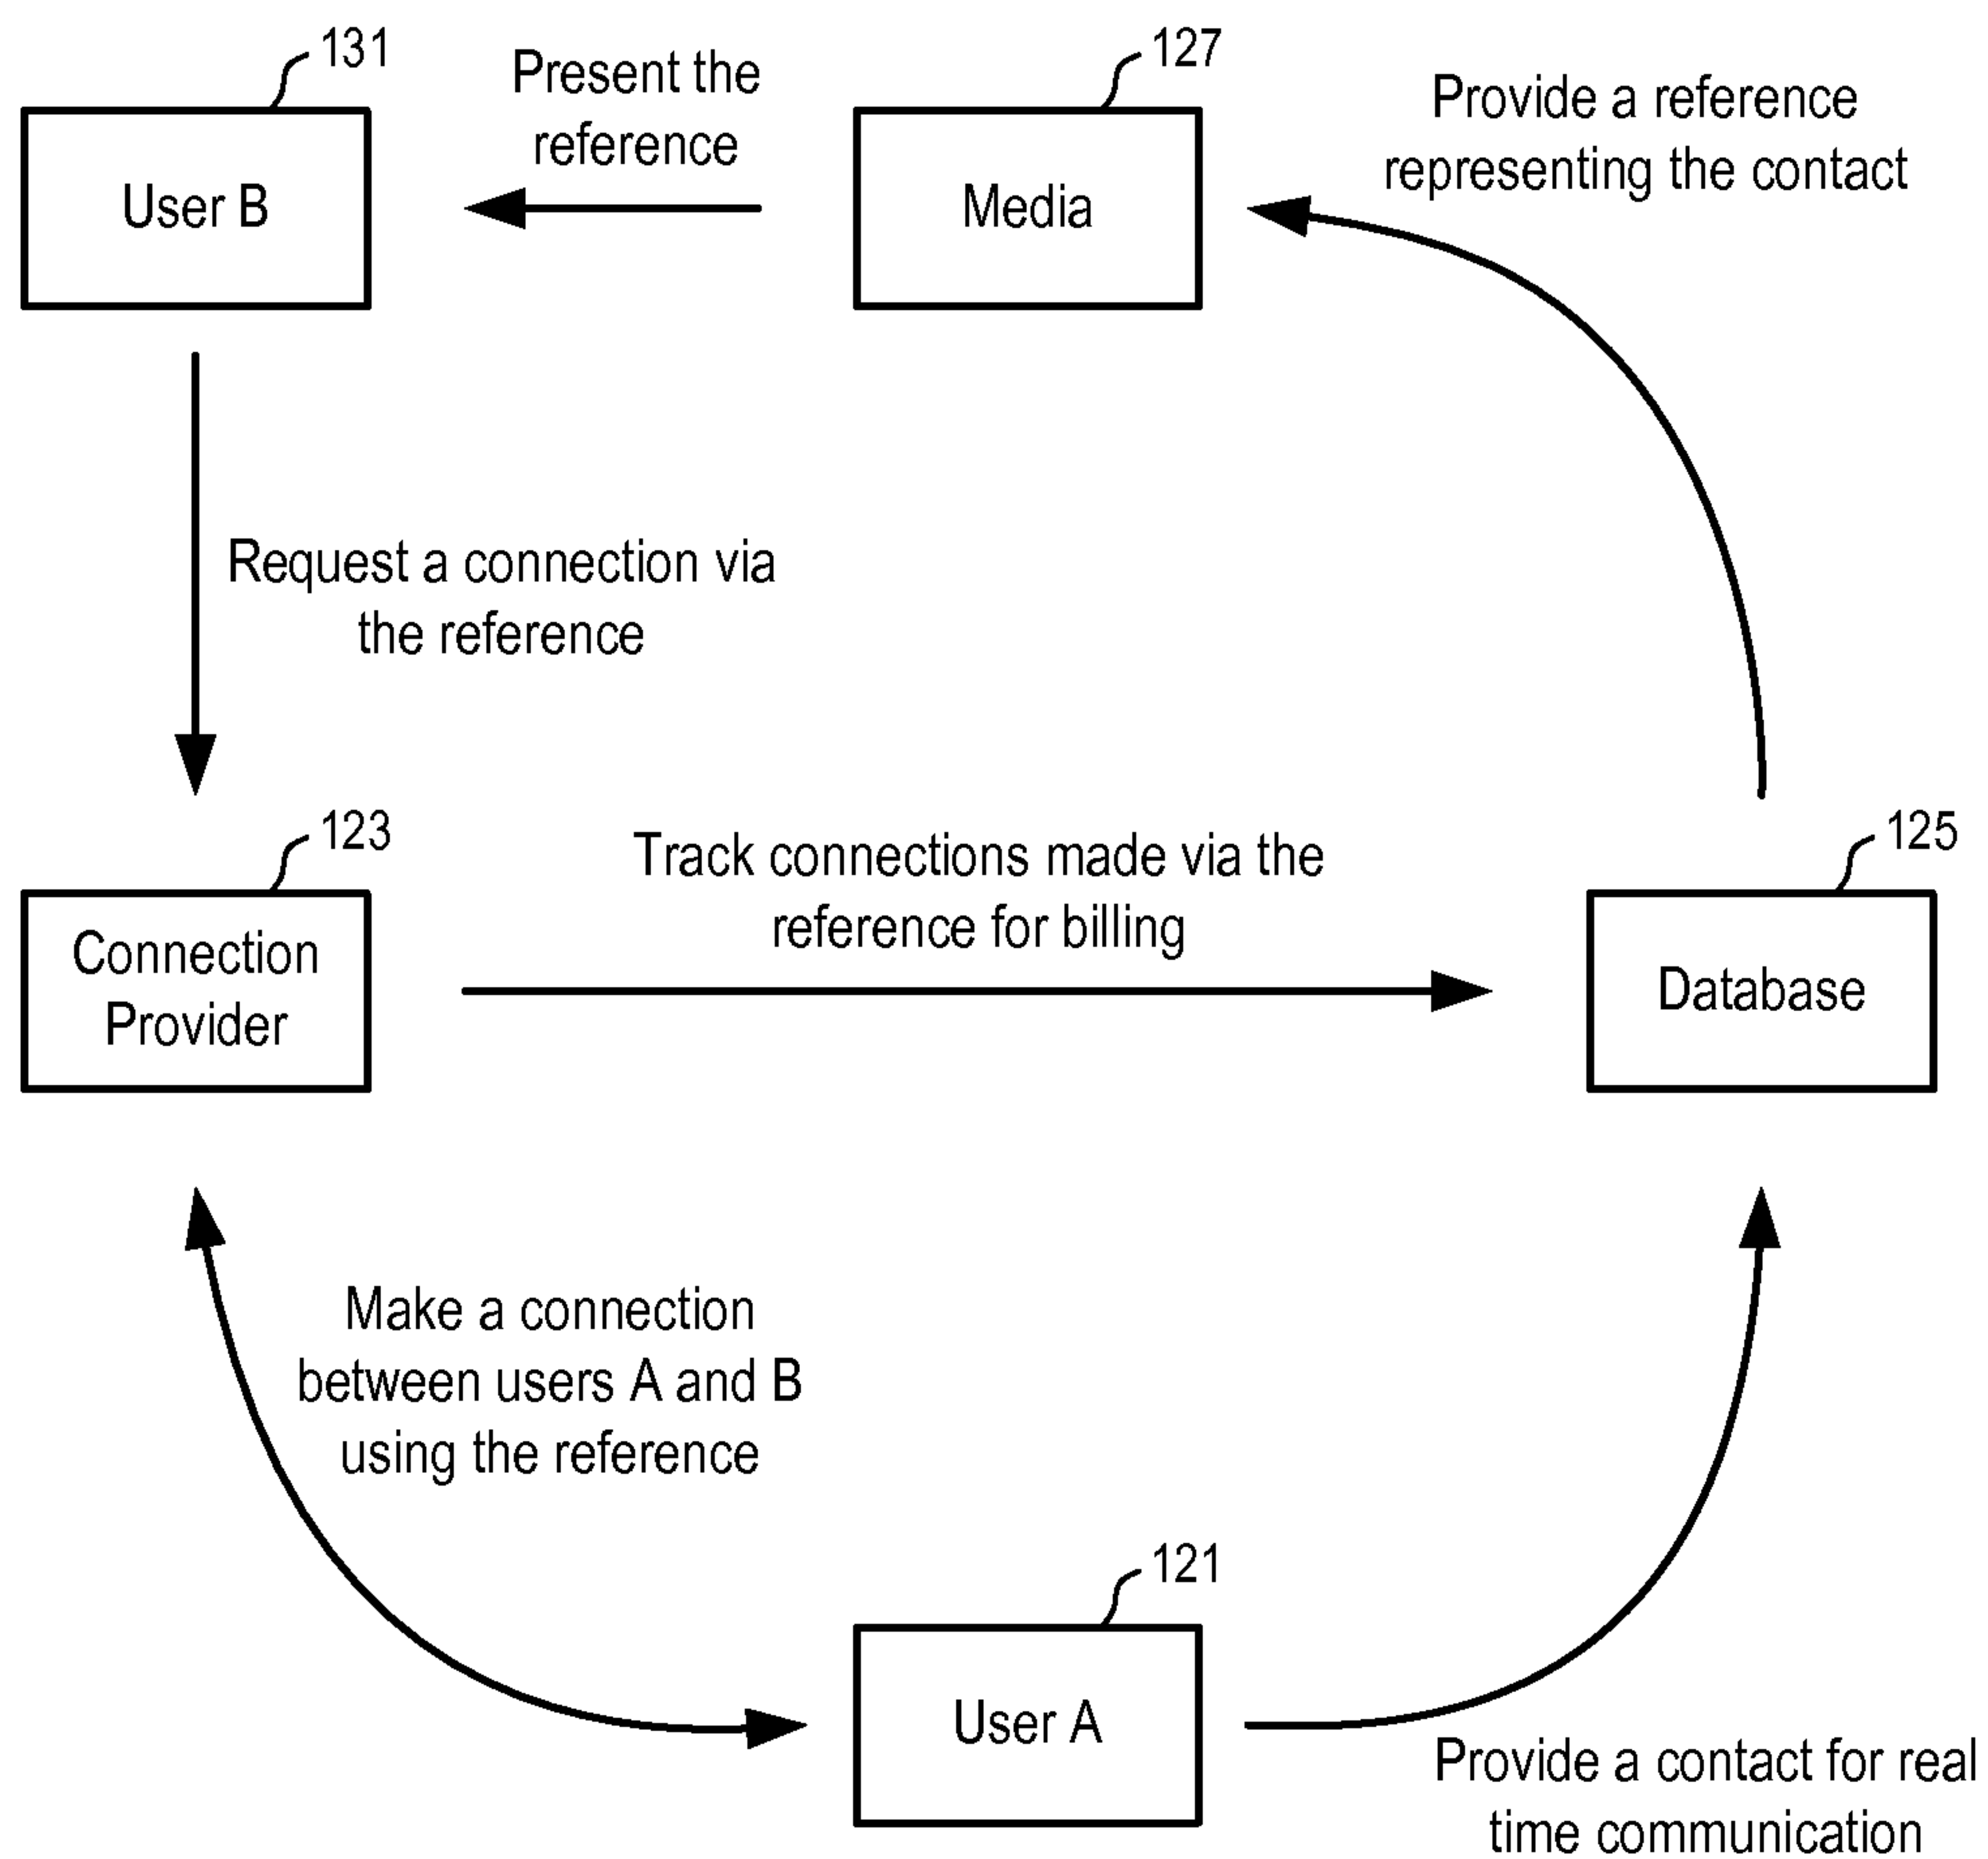 131
Present the
reference
127
Provide a reference
representing the contact
User B
Media
Request a connection via
the reference
123
Track connections made via the
reference for billing
125
Connection
Provider
Database
Make a connection
between users A and B
using the reference
121
User A
Provide a contact for real
time communication